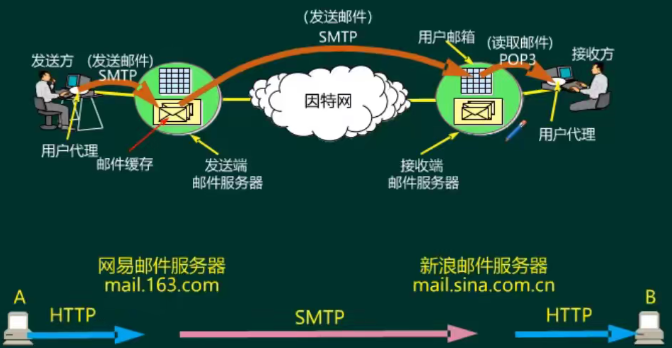 (发送邮件)
SMTP
发送方
(发送邮件)
SMTP
用户邮箱
(读取邮件)
POP3
接收方
因特网
用户代理
邮件缓存
发送端
邮件服务器
接收端
邮件服务器
用户代理
网易邮件服务器
mail.163.com
新浪邮件服务器
mail.sina.com.cn
A
HTTP
SMTP
HTTP
B